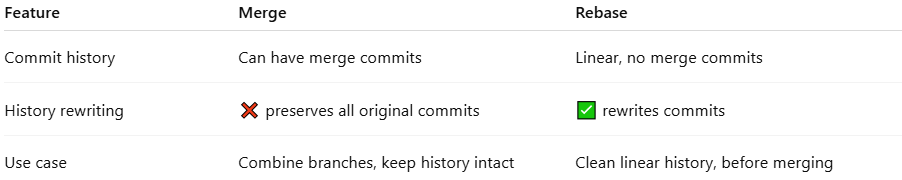 Feature Merge Rebase
Commit history Can have merge commits Linear, no merge commits
History rewriting ❌ preserves all original commits ✅ rewrites commits
Use case Combine branches, keep history intact Clean linear history, before merging